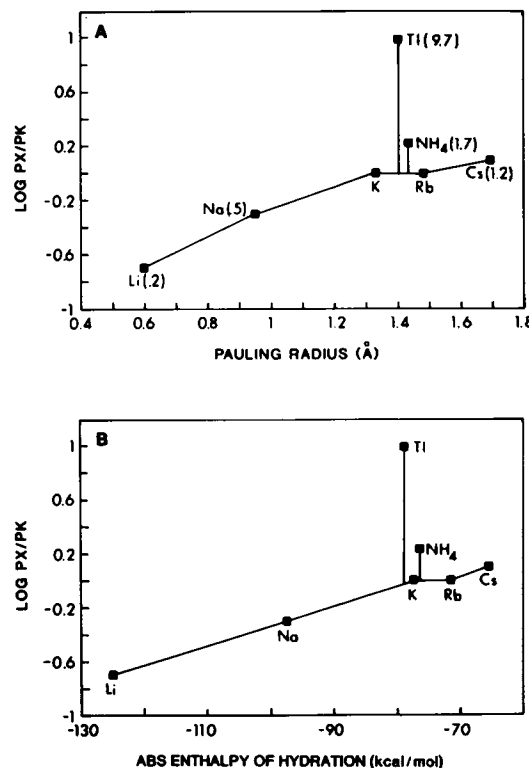 A
LOG PX/PK
1
0.6
0.2
-0.2
-0.6
-1
Tl(9.7)
NH4(1.7)
K
Rb
Cs(1.2)
Na(.5)
Li(.2)
0.4
0.6
0.8
1
1.2
1.4
1.6
1.8
PAULING RADIUS (Å)
B
LOG PX/PK
1
0.6
0.2
-0.2
-0.6
-1
Tl
NH4
K
Rb
Cs
Na
Li
-130
-110
-90
-70
ABS ENTHALPY OF HYDRATION (kcal/mol)